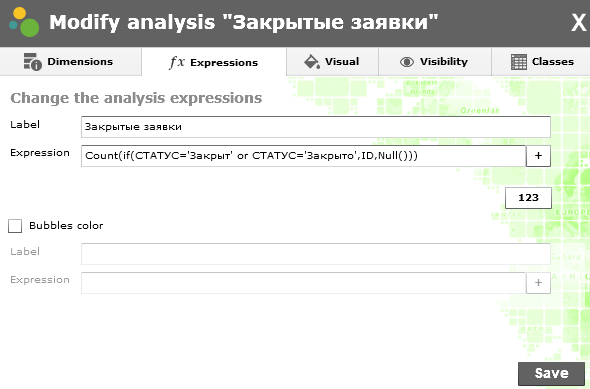 Modify analysis "Закрытые заявки"
X
Dimensions
fx Expressions
Visual
Visibility
Classes
Change the analysis expressions
Label
Закрытые заявки
Expression
Count(if(СТАТУС='Закрыт' or СТАТУС='Закрыто',ID,Null()))
+
123
Bubbles color
Label
Expression
+
Save
Greenlan